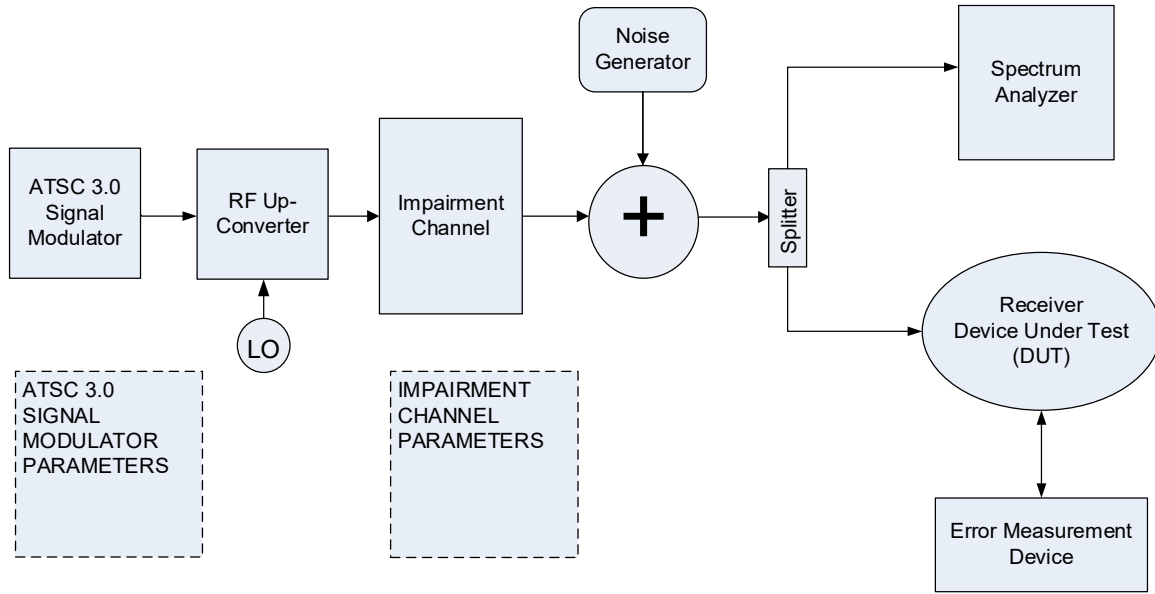 Noise
Generator
Spectrum
Analyzer
ATSC 3.0
Signal
Modulator
RF Up-
Converter
Impairment
Channel
+
Splitter
LO
Receiver
Device Under Test
(DUT)
ATSC 3.0
SIGNAL
MODULATOR
PARAMETERS
IMPAIRMENT
CHANNEL
PARAMETERS
Error Measurement
Device